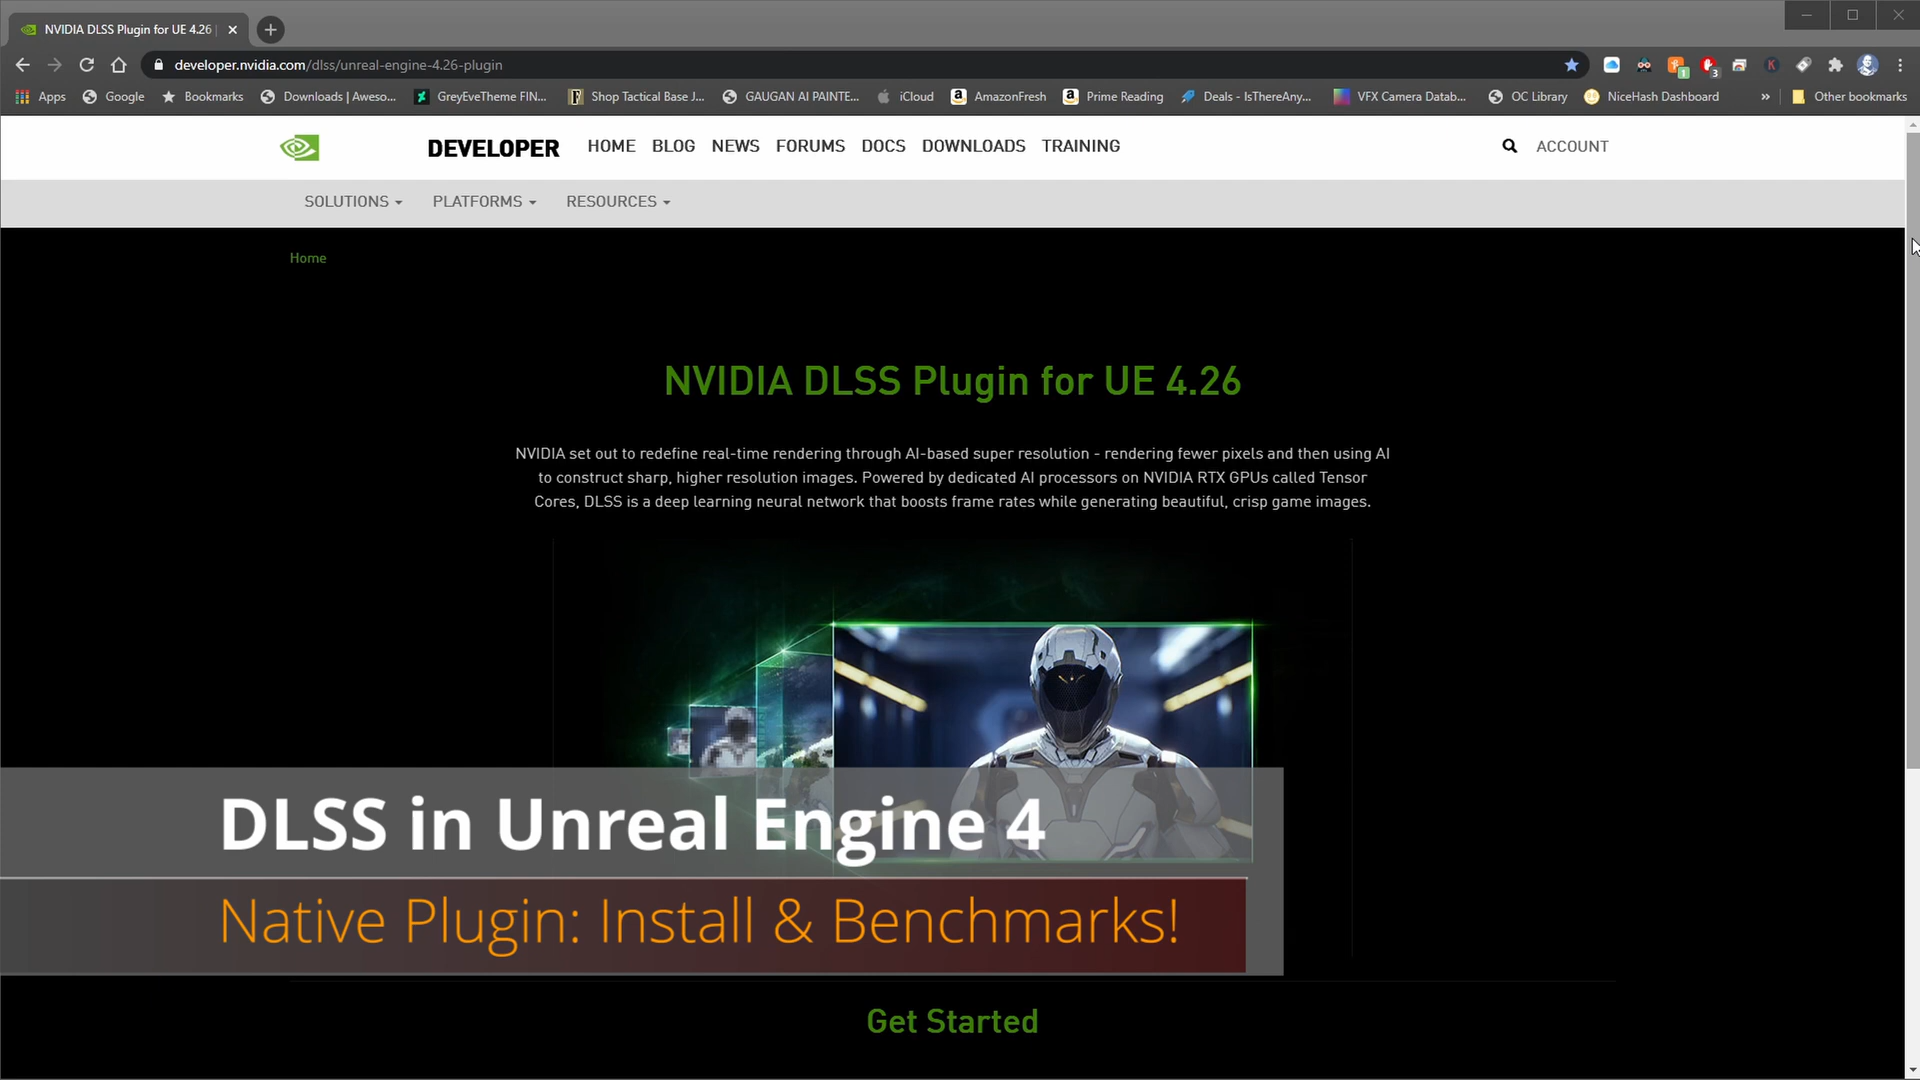 NVIDIA DLSS Plugin for UE 4.26
developer.nvidia.com/dlss/unreal-engine-4.26-plugin
1
3
K
Apps
Google
Bookmarks
Downloads | Aweso...
GreyEveTheme FIN...
Shop Tactical Base J...
GAUGAN AI PAINTE...
iCloud
AmazonFresh
Prime Reading
Deals - IsThereAny...
VFX Camera Datab...
OC Library
NiceHash Dashboard
»
Other bookmarks
DEVELOPER
HOME
BLOG
NEWS
FORUMS
DOCS
DOWNLOADS
TRAINING
ACCOUNT
SOLUTIONS
PLATFORMS
RESOURCES
Home
NVIDIA DLSS Plugin for UE 4.26
NVIDIA set out to redefine real-time rendering through AI-based super resolution - rendering fewer pixels and then using AI
to construct sharp, higher resolution images. Powered by dedicated AI processors on NVIDIA RTX GPUs called Tensor
Cores, DLSS is a deep learning neural network that boosts frame rates while generating beautiful, crisp game images.
DLSS in Unreal Engine 4
Native Plugin: Install & Benchmarks!
Get Started